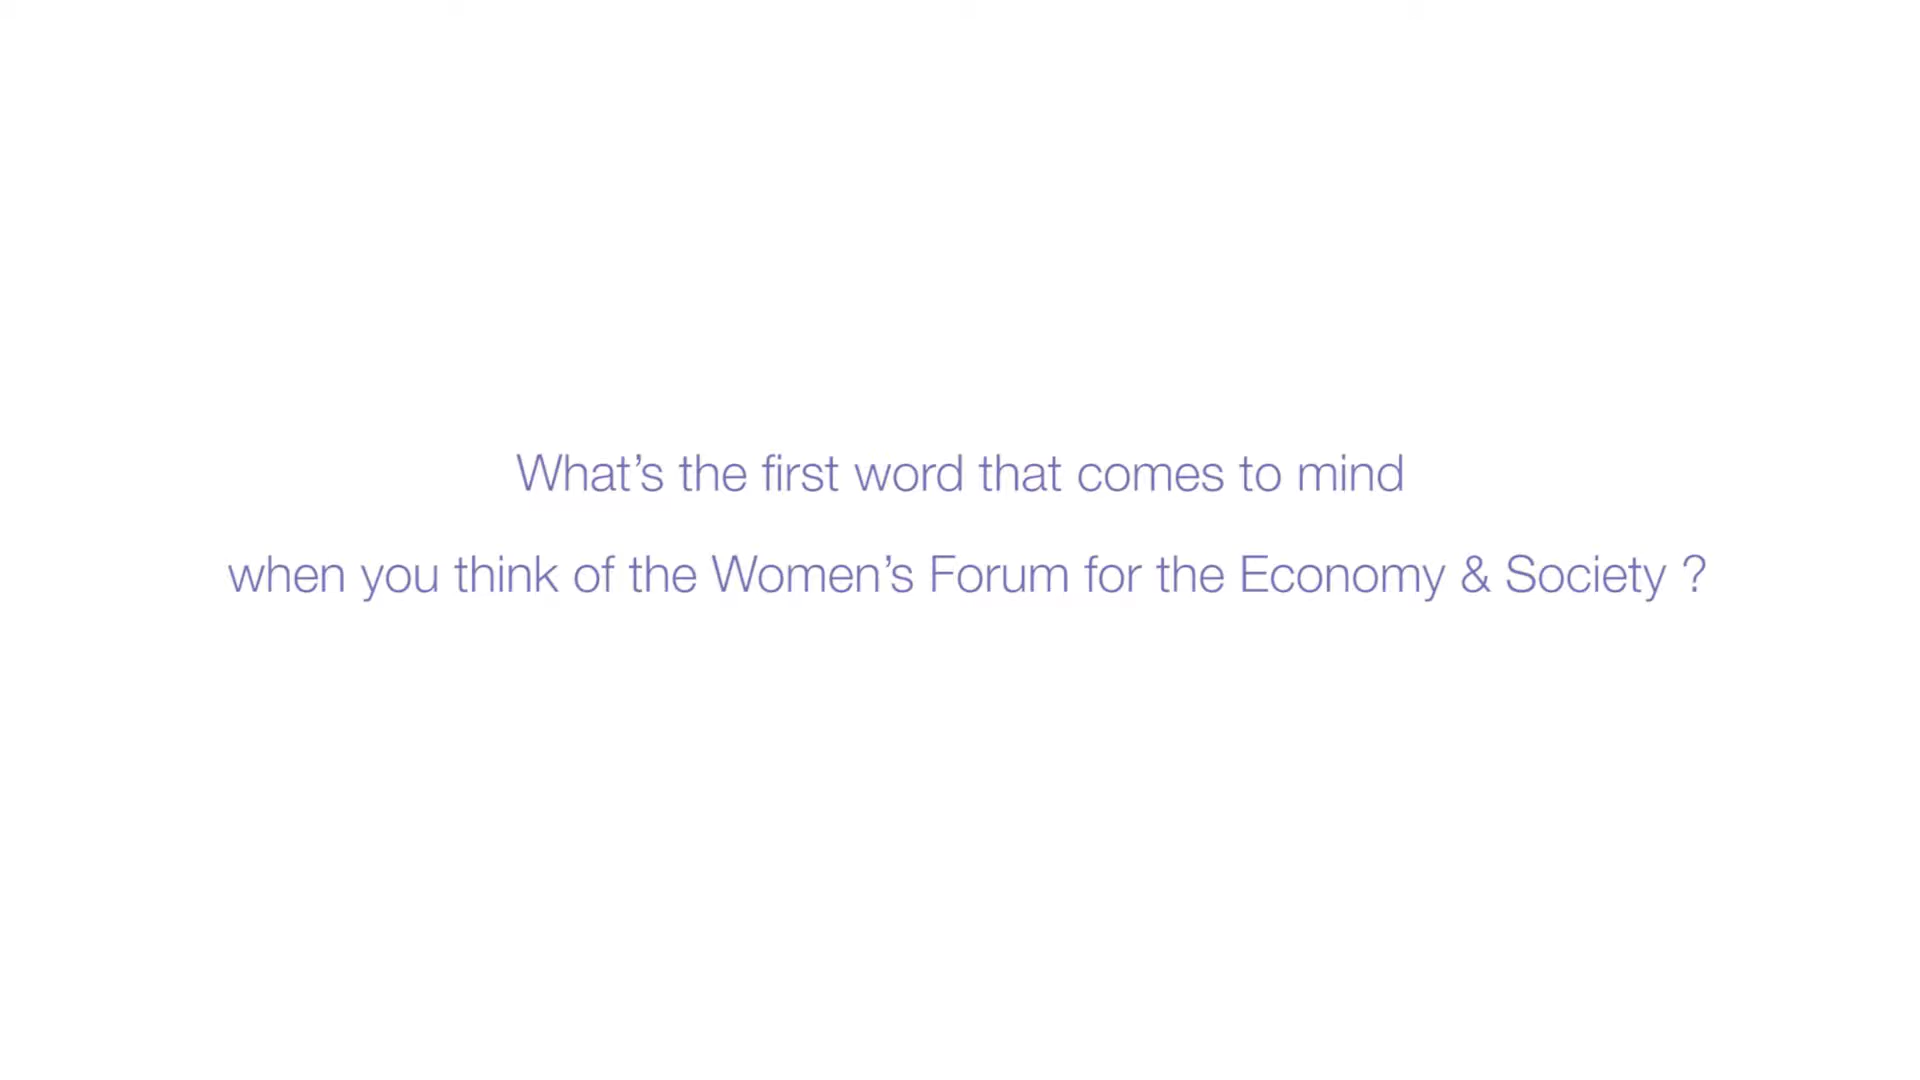 What’s the first word that comes to mind
when you think of the Women’s Forum for the Economy & Society ?